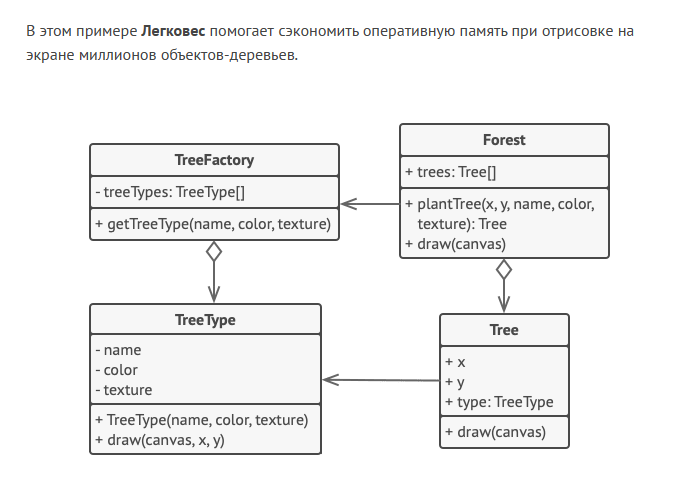 В этом примере Легковес помогает сэкономить оперативную память при отрисовке на
экране миллионов объектов-деревьев.
TreeFactory
- treeTypes: TreeType[]
+ getTreeType(name, color, texture)
Forest
+ trees: Tree[]
+ plantTree(x, y, name, color,
texture): Tree
+ draw(canvas)
TreeType
- name
- color
- texture
+ TreeType(name, color, texture)
+ draw(canvas, x, y)
Tree
+ x
+ y
+ type: TreeType
+ draw(canvas)